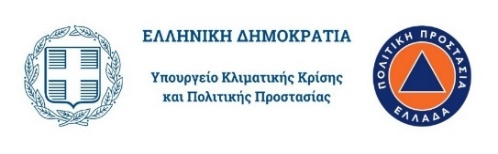 ΕΛΛΗΝΙΚΗ ΔΗΜΟΚΡΑΤΙΑ
Υπουργείο Κλιματικής Κρίσης
και Πολιτικής Προστασίας
ΠΟΛΙΤΙΚΗ ΠΡΟΣΤΑΣΙΑ
ΕΛΛΑΔΑ